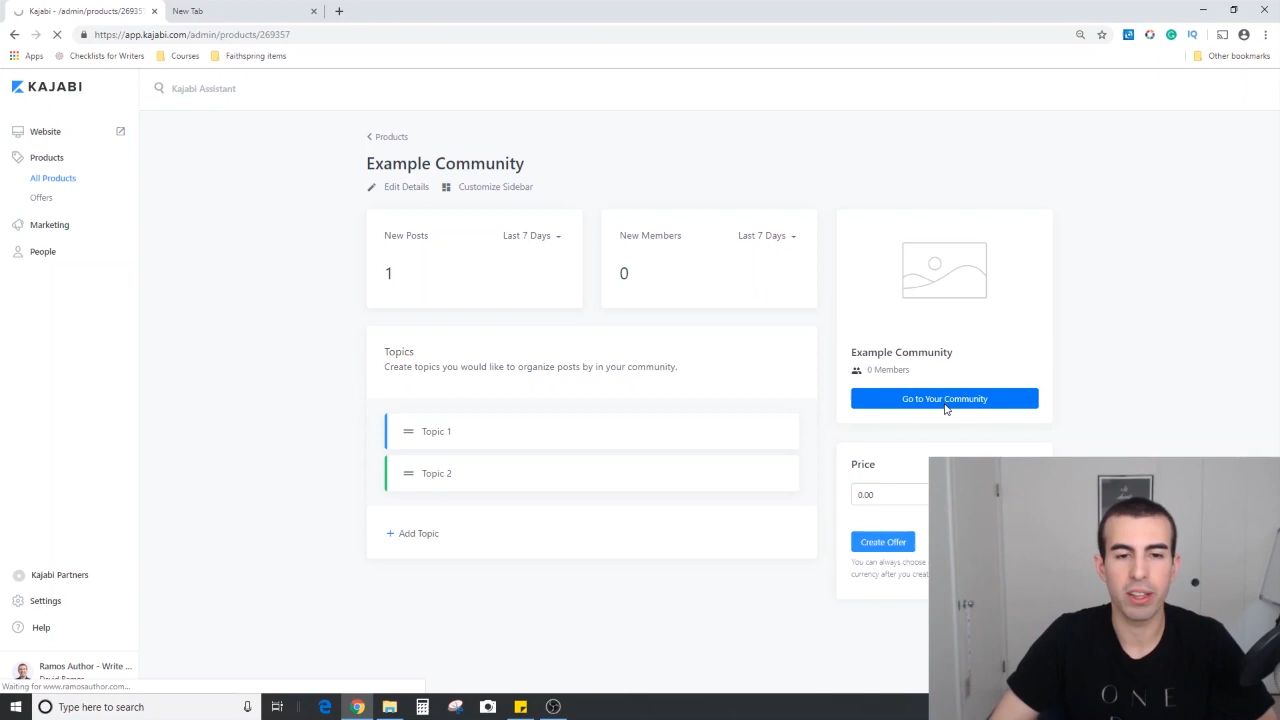 Kajabi - admin/products/269357
New Tab
https://app.kajabi.com/admin/products/269357
Apps
Checklists for Writers
Courses
Faithspring items
IQ
Other bookmarks
KAJABI
Kajabi Assistant
Website
Products
All Products
Offers
Marketing
People
Products
Example Community
Edit Details
Customize Sidebar
New Posts
Last 7 Days
1
New Members
Last 7 Days
0
Topics
Create topics you would like to organize posts by in your community.
Topic 1
Topic 2
+ Add Topic
Example Community
0 Members
Go to Your Community
Price
0.00
Create Offer
You can always choose
currency after you
Kajabi Partners
Settings
Help
Ramos Author - Write ...
David Ramos
Waiting for www.ramosauthor.com...
Type here to search
ONE